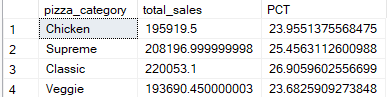 pizza_category total_sales PCT
1 Chicken 195919.5 23.9551375568475
2 Supreme 208196.999999998 25.4563112600988
3 Classic 220053.1 26.9059602556699
4 Veggie 193690.450000003 23.6825909273848